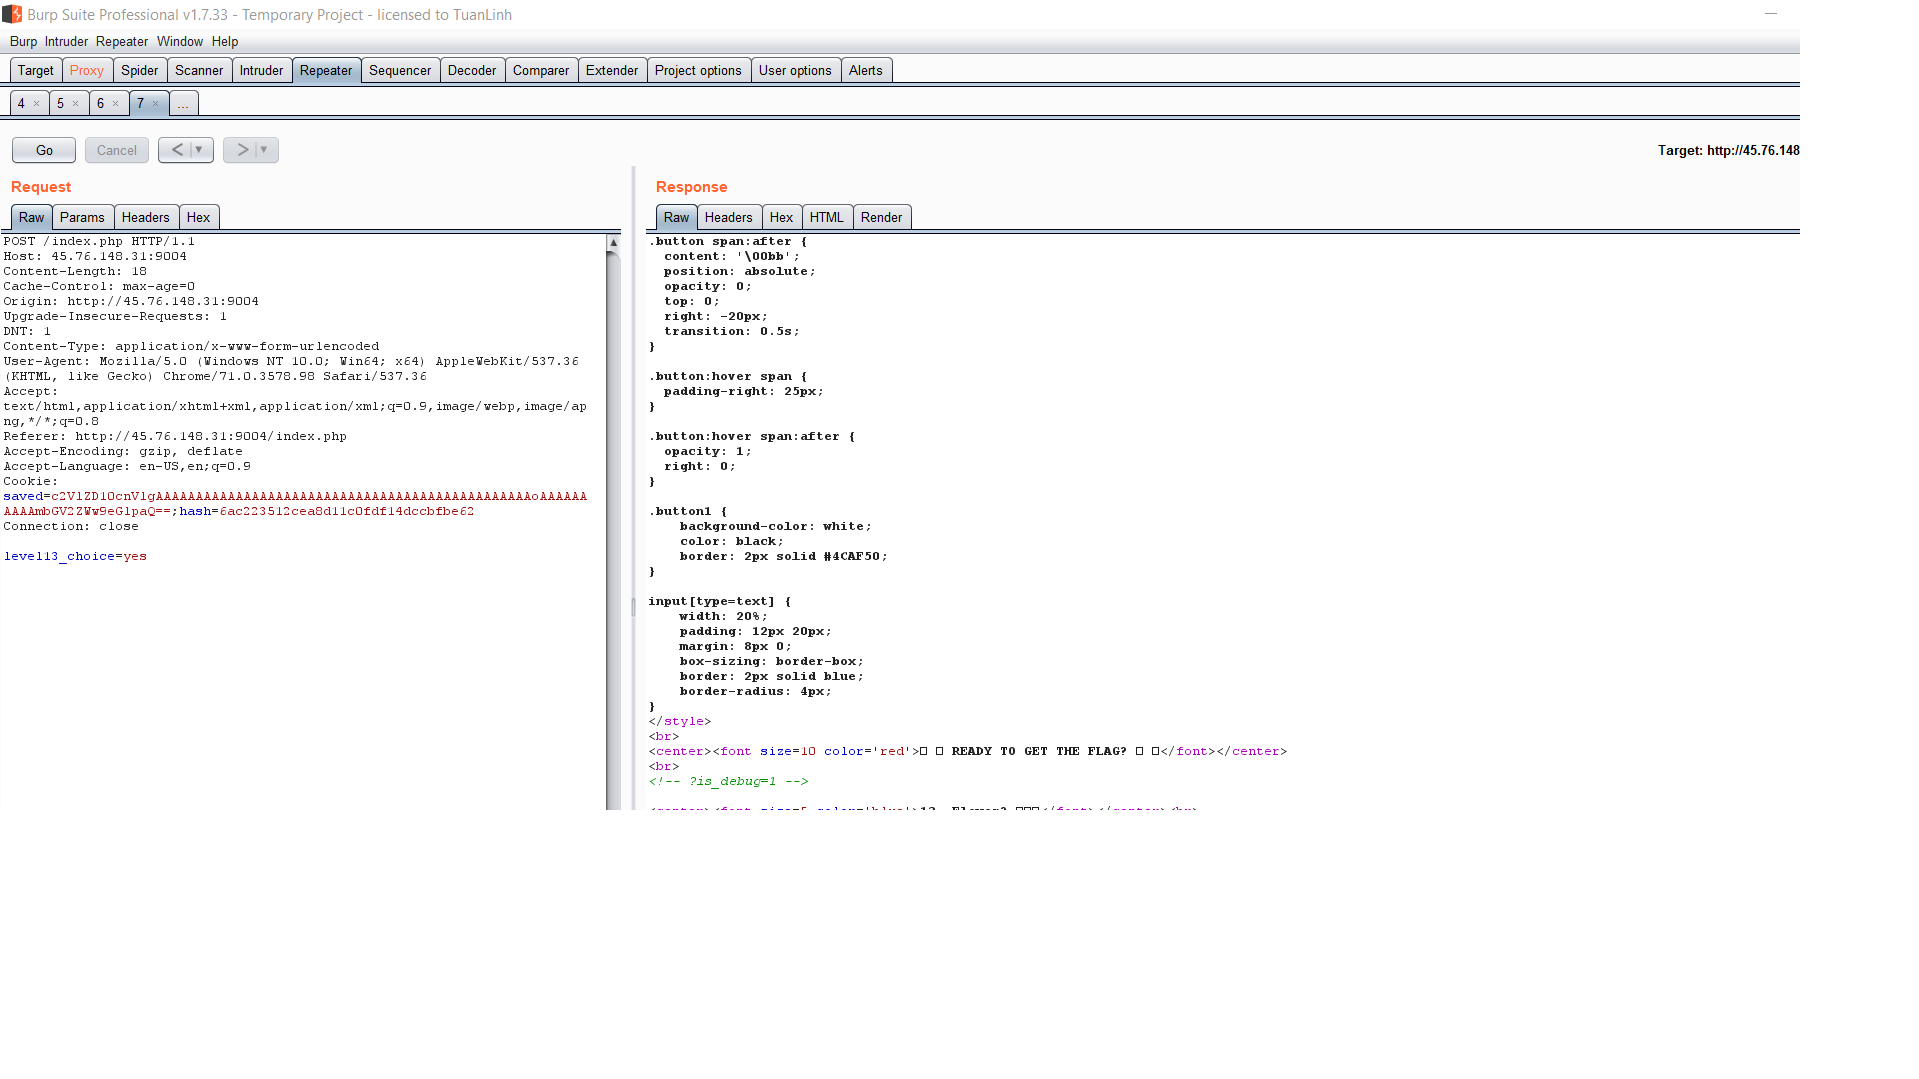 Burp Suite Professional v1.7.33 - Temporary Project - licensed to TuanLinh
Burp Intruder Repeater Window Help
Target Proxy Spider Scanner Intruder Repeater Sequencer Decoder Comparer Extender Project options User options Alerts
4 × 5 × 6 × 7 × ...
Go Cancel < > Target: http://45.76.148
Request
Raw Params Headers Hex
POST /index.php HTTP/1.1
Host: 45.76.148.31:9004
Content-Length: 18
Cache-Control: max-age=0
Origin: http://45.76.148.31:9004
Upgrade-Insecure-Requests: 1
DNT: 1
Content-Type: application/x-www-form-urlencoded
User-Agent: Mozilla/5.0 (Windows NT 10.0; Win64; x64) AppleWebKit/537.36
(KHTML, like Gecko) Chrome/71.0.3578.98 Safari/537.36
Accept:
text/html,application/xhtml+xml,application/xml;q=0.9,image/webp,image/ap
ng,*/*;q=0.8
Referer: http://45.76.148.31:9004/index.php
Accept-Encoding: gzip, deflate
Accept-Language: en-US,en;q=0.9
Cookie:
AAAAmbGV2ZWw9eGlpaQ==;hash=6ac223512cea8d11c0fdf14dccbfbe62
Connection: close
level13_choice=yes
Response
Raw Headers Hex HTML Render
.button span:after {
content: '\00bb';
position: absolute;
opacity: 0;
top: 0;
right: -20px;
transition: 0.5s;
}
.button:hover span {
padding-right: 25px;
}
.button:hover span:after {
opacity: 1;
right: 0;
}
.button1 {
background-color: white;
color: black;
border: 2px solid #4CAF50;
}
input[type=text] {
width: 20%;
padding: 12px 20px;
margin: 8px 0;
box-sizing: border-box;
border: 2px solid blue;
border-radius: 4px;
}
</style>
<br>
<center><font size=10 color='red'>□ □ READY TO GET THE FLAG? □ □</font></center>
<br>
<!-- ?is_debug=1 -->